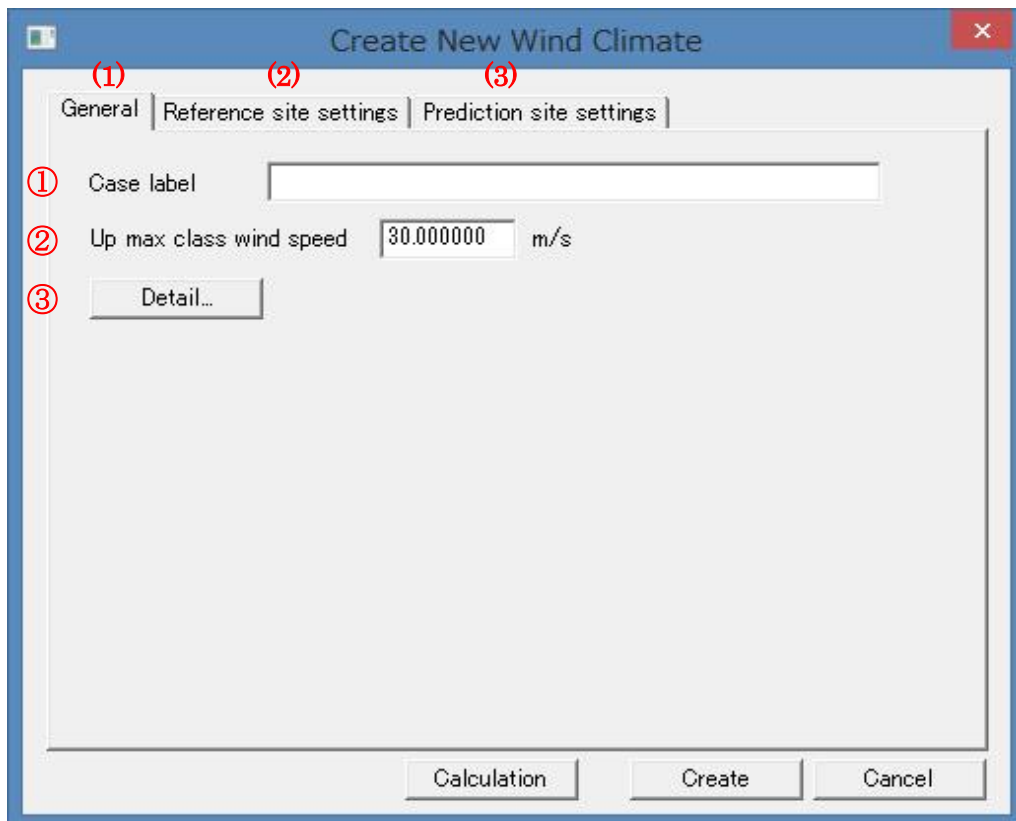 Create New Wind Climate
×
(1) (2) (3)
General Reference site settings Prediction site settings
① Case label
② Up max class wind speed 30.000000 m/s
③ Detail...
Calculation Create Cancel